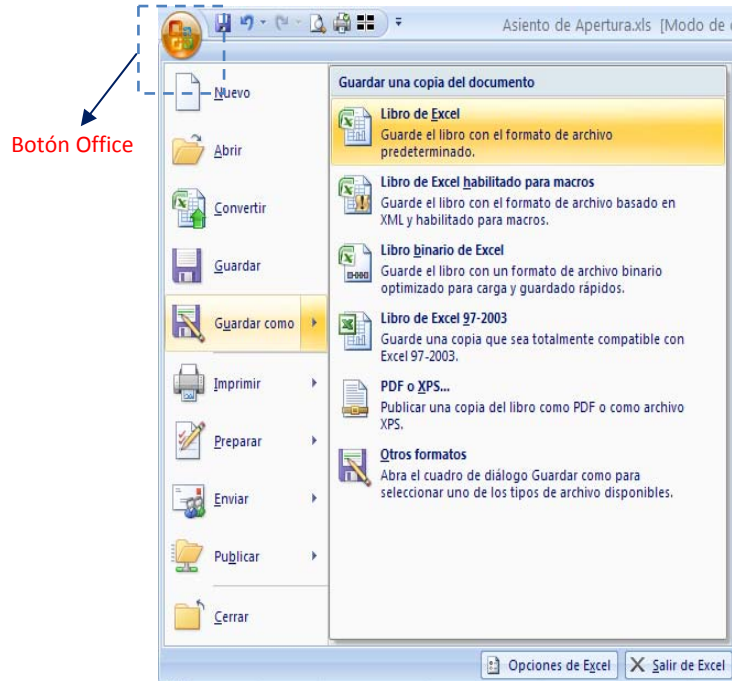 Asiento de Apertura.xls [Modo de
Botón Office
Nuevo
Abrir
Convertir
Guardar
Guardar como
Imprimir
Preparar
Enviar
Publicar
Cerrar
Guardar una copia del documento
Libro de Excel
Guarde el libro con el formato de archivo
predeterminado.
Libro de Excel habilitado para macros
Guarde el libro con el formato de archivo basado en
XML y habilitado para macros.
Libro binario de Excel
Guarde el libro con un formato de archivo binario
optimizado para carga y guardado rápidos.
Libro de Excel 97-2003
Guarde una copia que sea totalmente compatible con
Excel 97-2003.
PDF o XPS...
Publicar una copia del libro como PDF o como archivo
XPS.
Otros formatos
Abra el cuadro de diálogo Guardar como para
seleccionar uno de los tipos de archivo disponibles.
Opciones de Excel
Salir de Excel